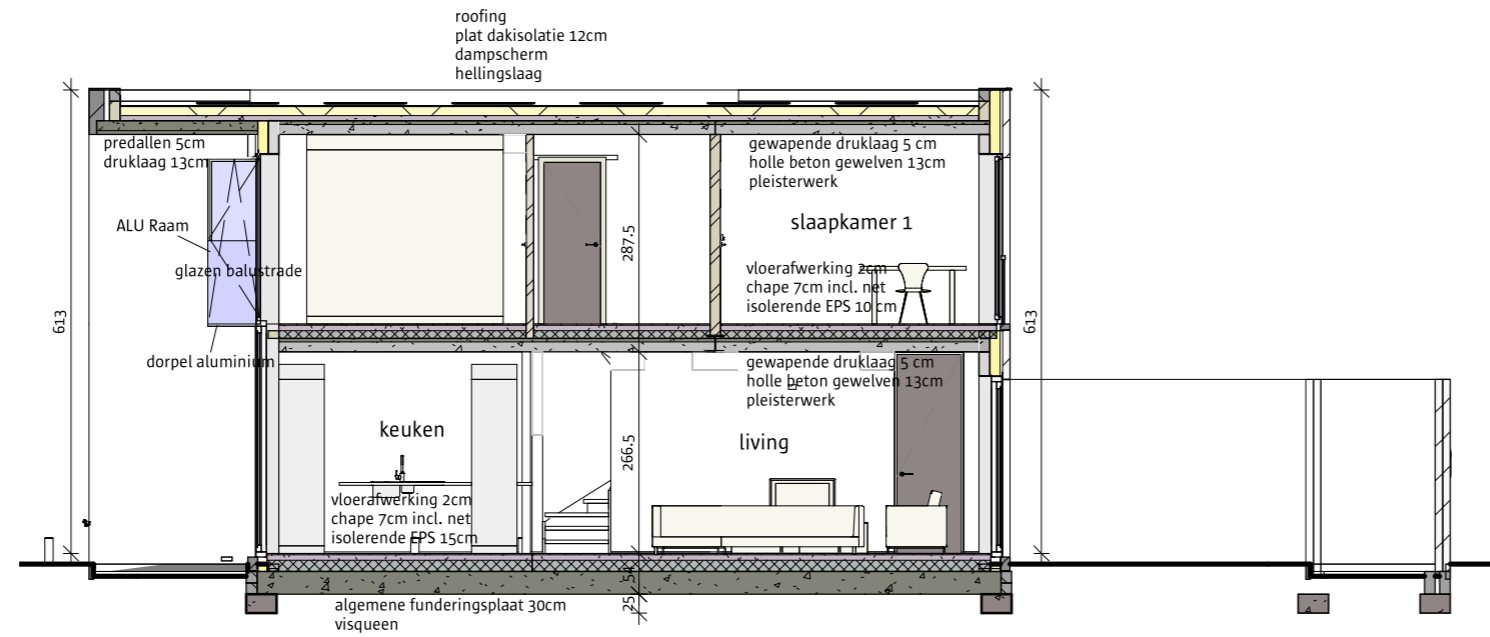 roofing
plat dakisolatie 12cm
dampscherm
hellingslaag
predallen 5cm
druklaag 13cm
gewapende druklaag 5 cm
holle beton gewelven 13cm
pleisterwerk
ALU Raam
slaapkamer 1
287.5
glazen balustrade
vloerafwerking 2cm
chape 7cm incl. net
isolerende EPS 10 cm
613
613
dorpel aluminium
gewapende druklaag 5 cm
holle beton gewelven 13cm
pleisterwerk
keuken
living
266.5
vloerafwerking 2cm
chape 7cm incl. net
isolerende EPS 15cm
54
25
algemene funderingsplaat 30cm
visqueen